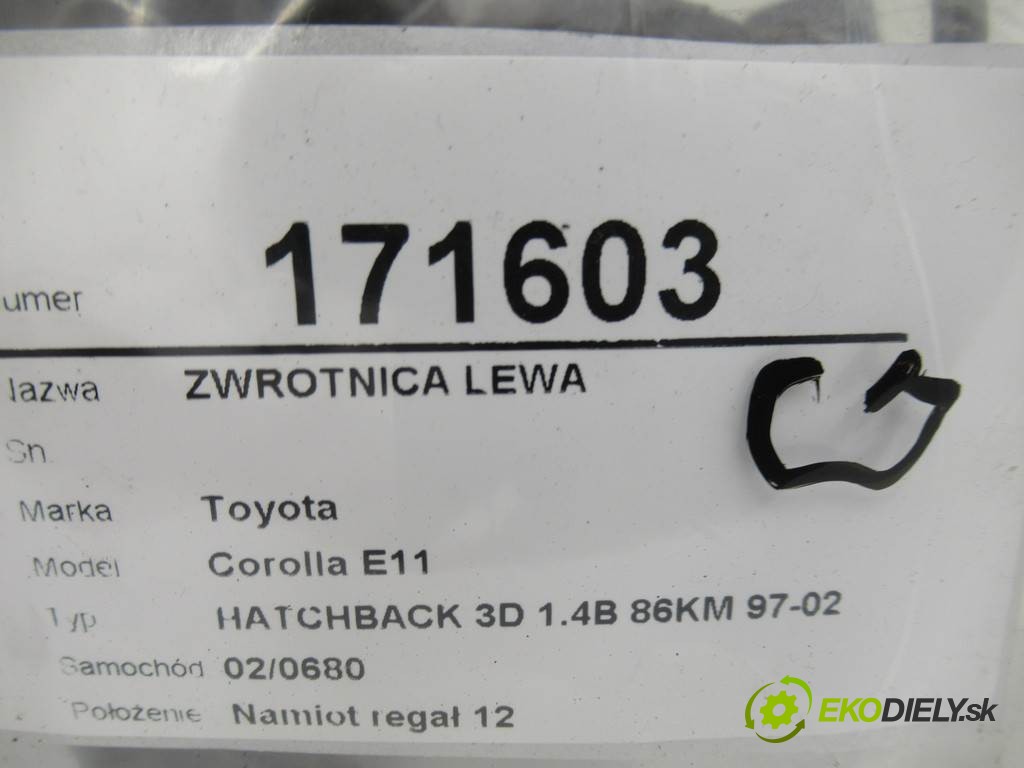 umer 171603
Nazwa ZWROTNICA LEWA
Sn.
Marka Toyota
Model Corolla E11
Typ HATCHBACK 3D 1.4B 86KM 97-02
Samochód 02/0680
Położenie Namiot regał 12
EKODIELY.sk